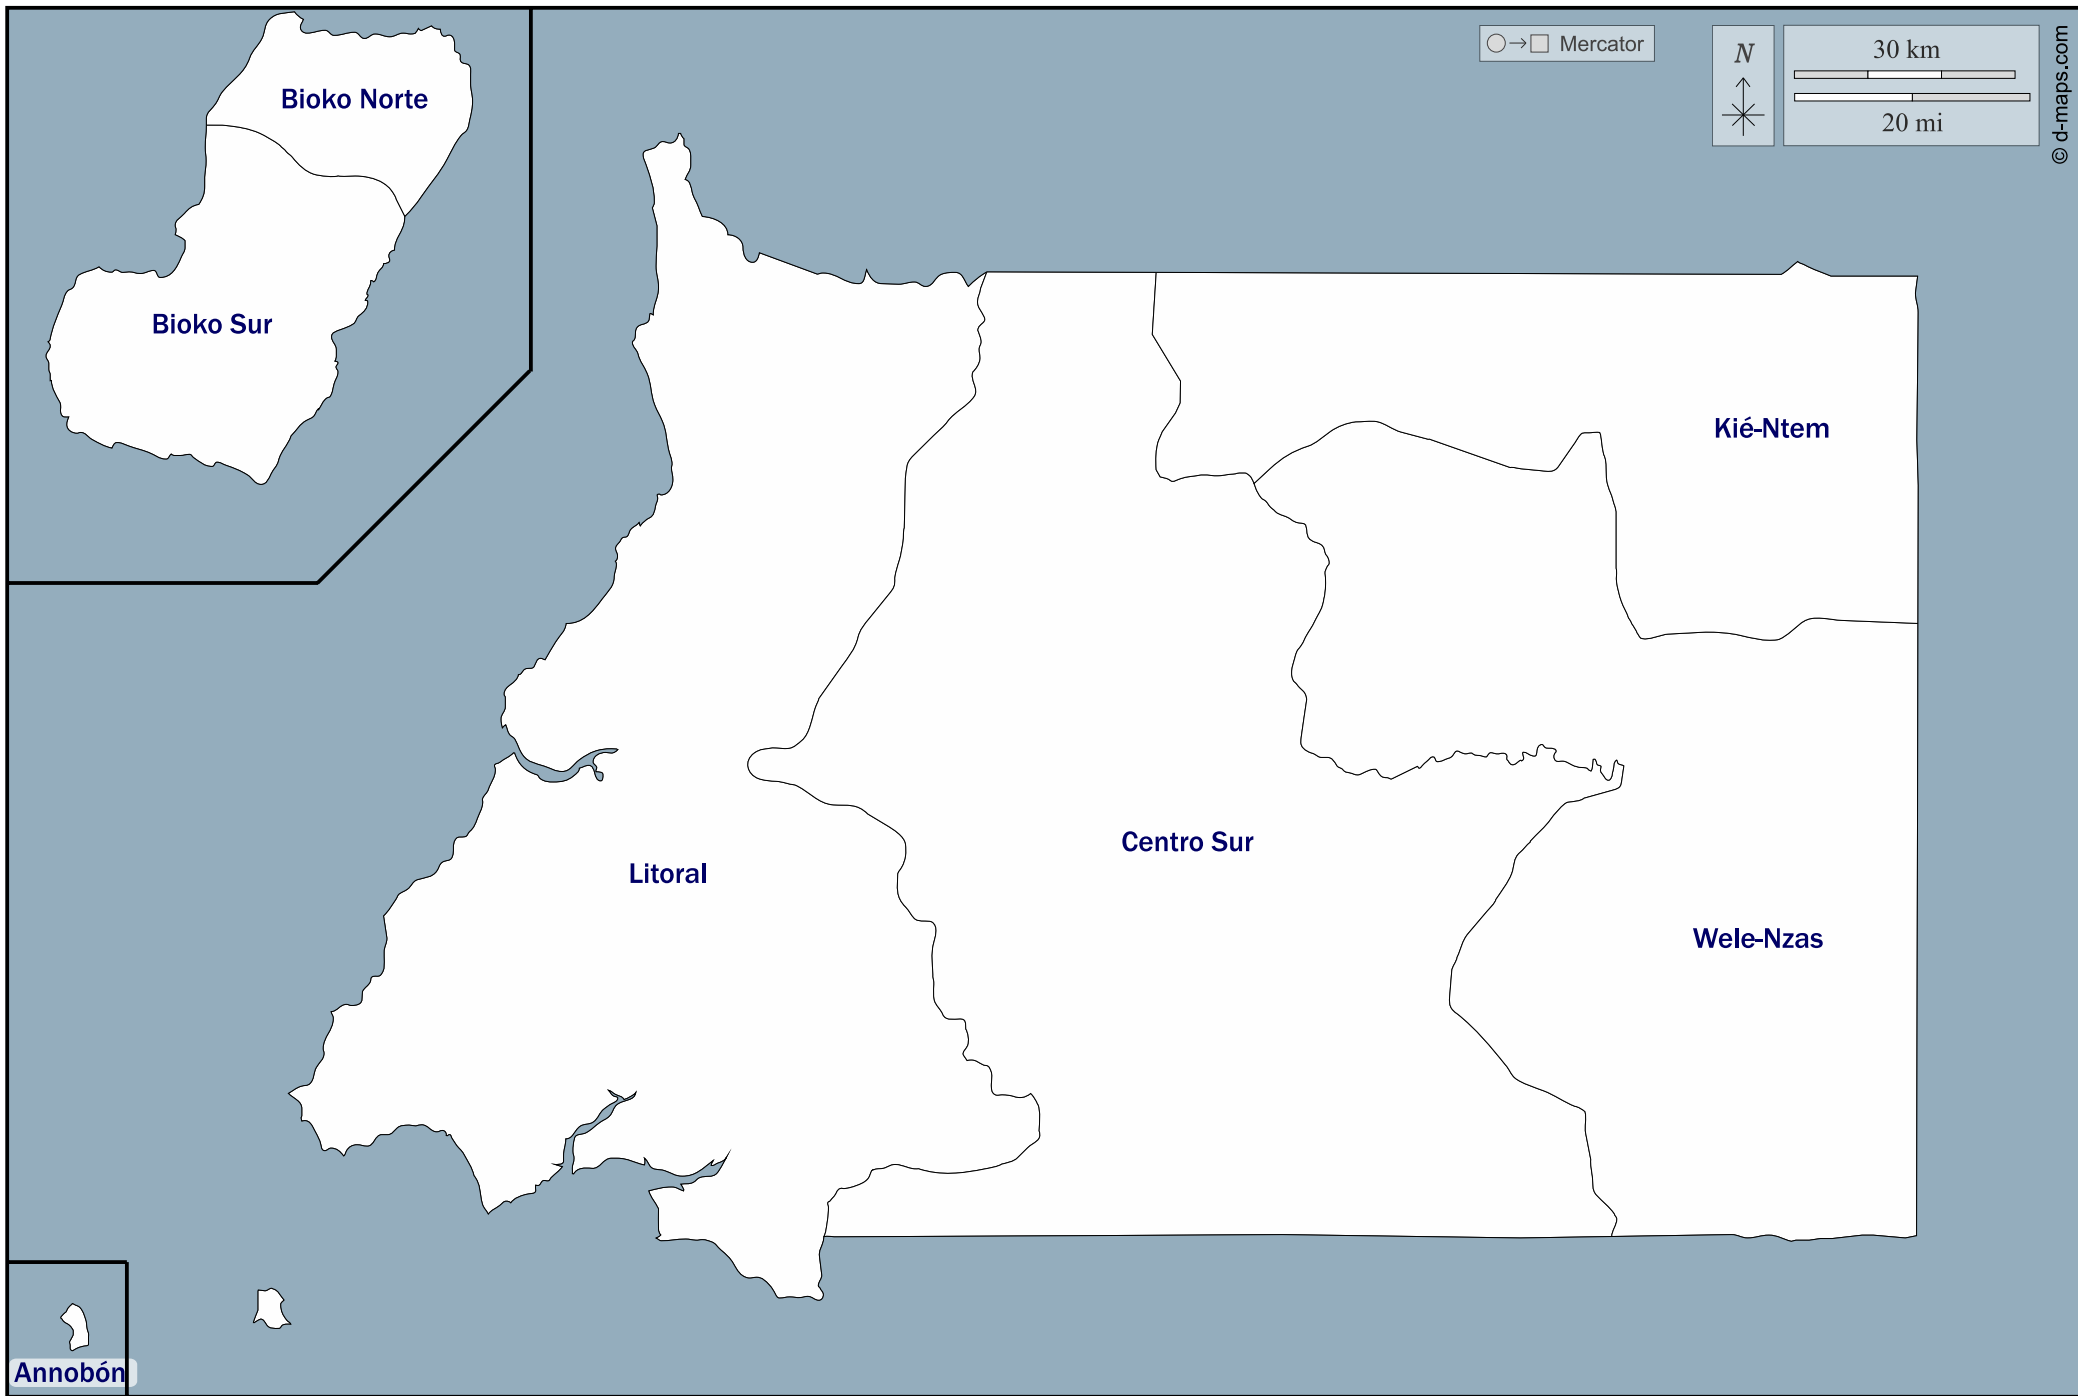 Mercator
N
30 km
20 mi
© d-maps.com
Bioko Norte
Bioko Sur
Kié-Ntem
Centro Sur
Litoral
Wele-Nzas
Annobón